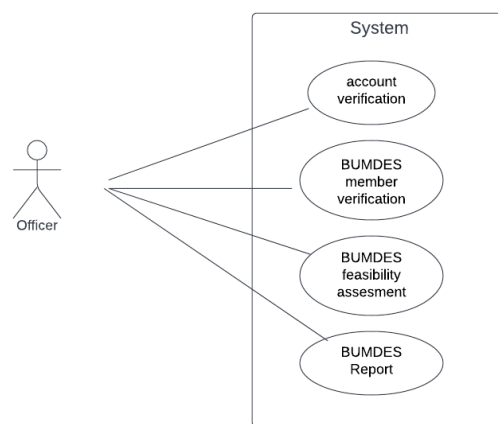 System
account
verification
BUMDES
member
verification
Officer
BUMDES
feasibility
assesment
BUMDES
Report